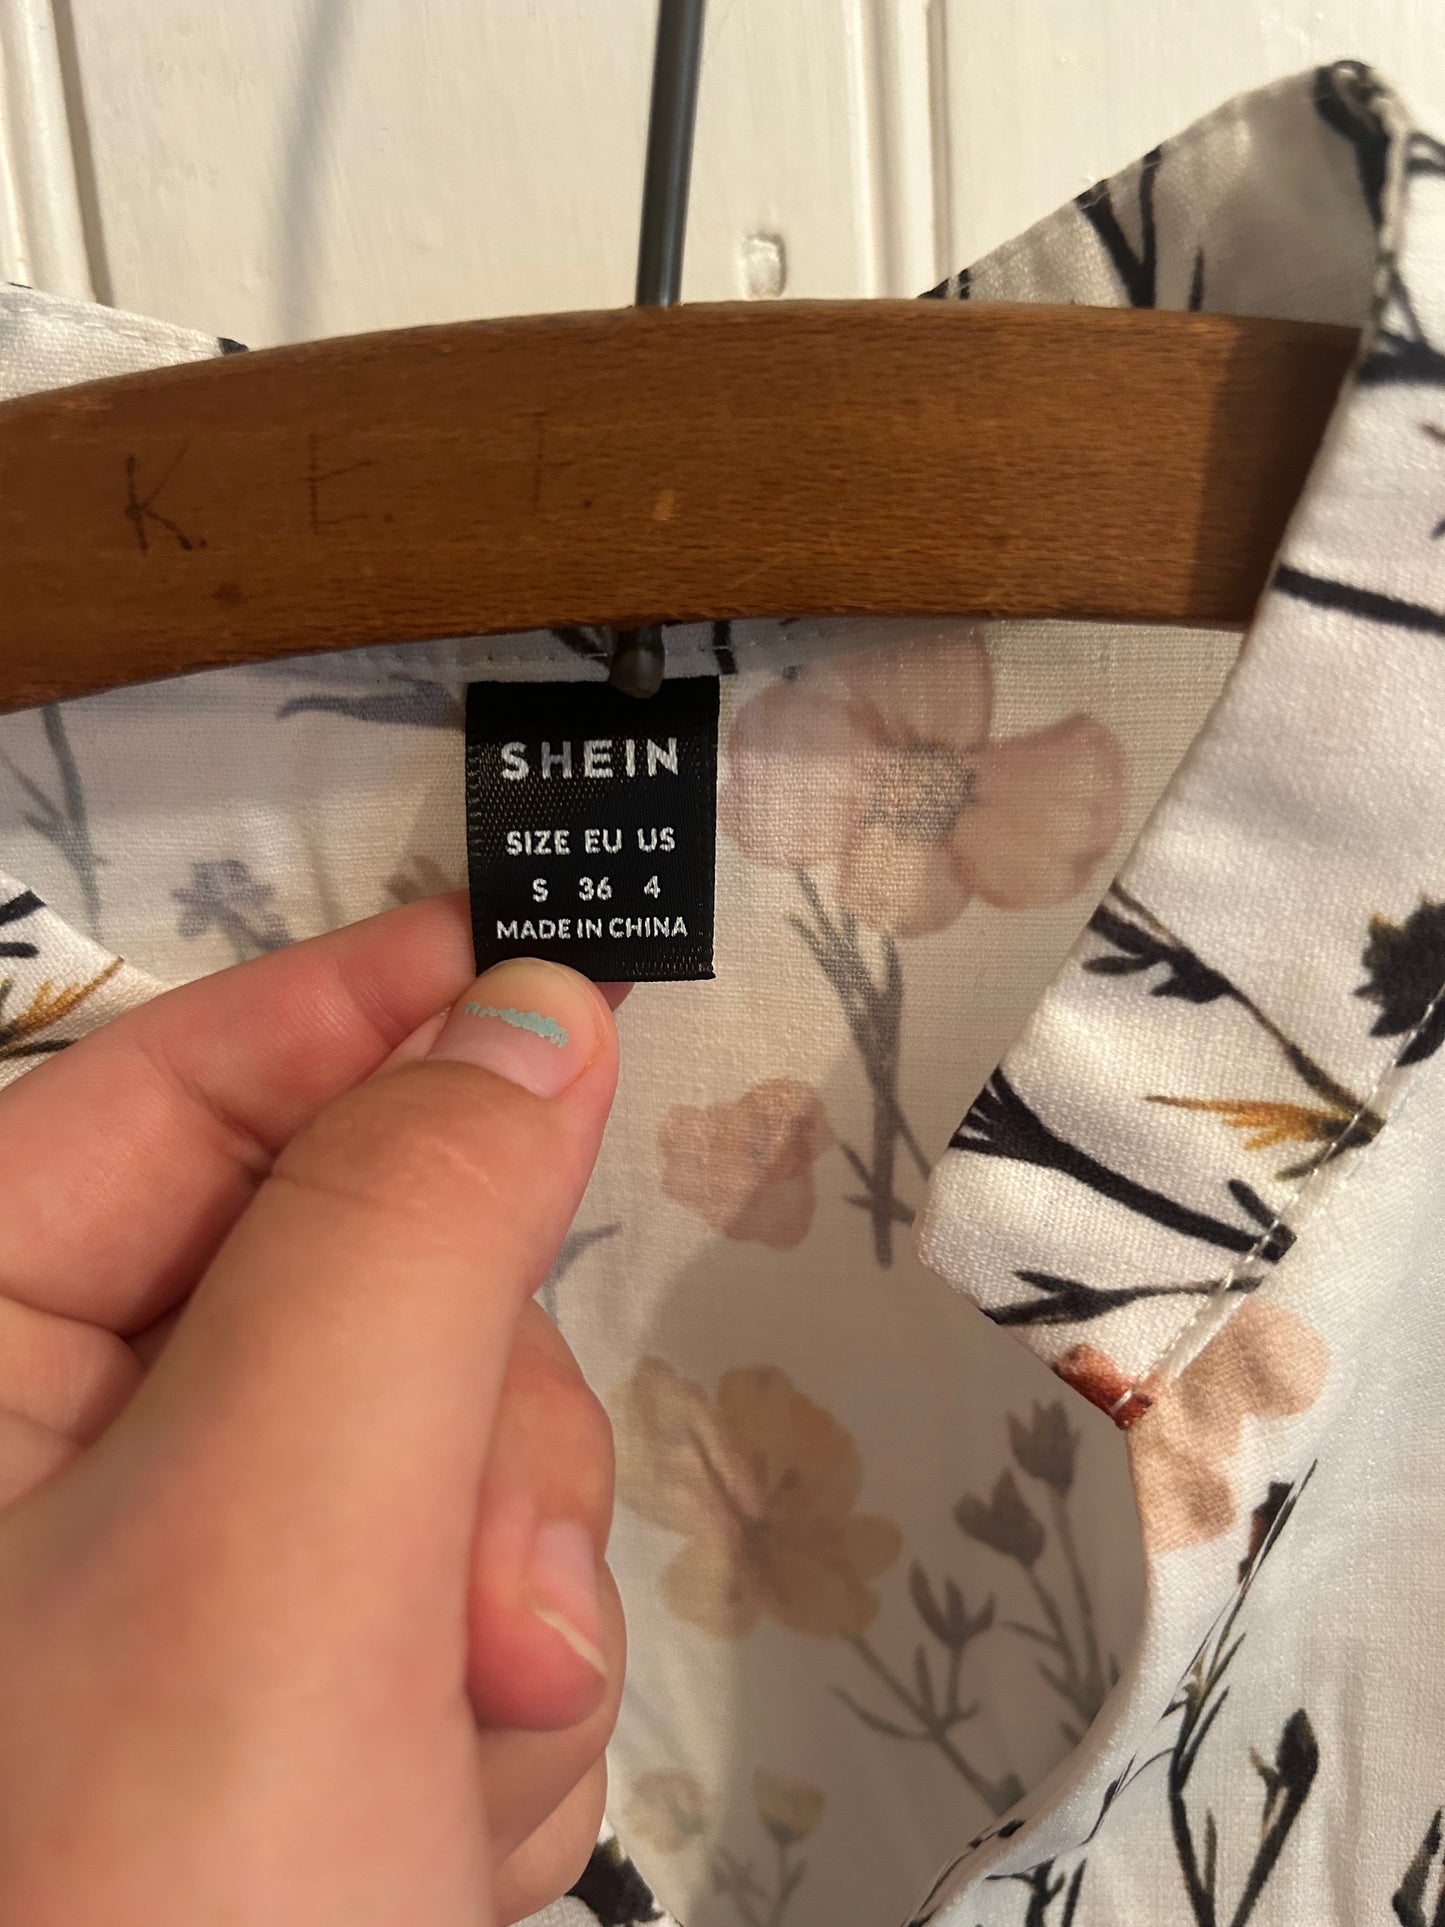 K. E. F.
SHEIN
SIZE EU US
S 36 4
MADE IN CHINA